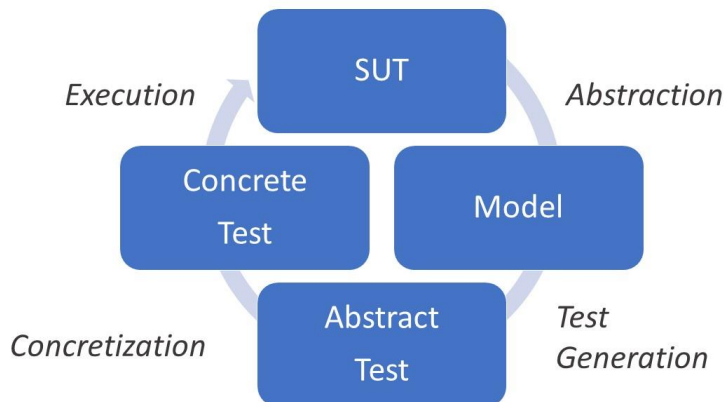 SUT
Execution
Abstraction
Concrete
Test
Model
Abstract
Test
Concretization
Test
Generation